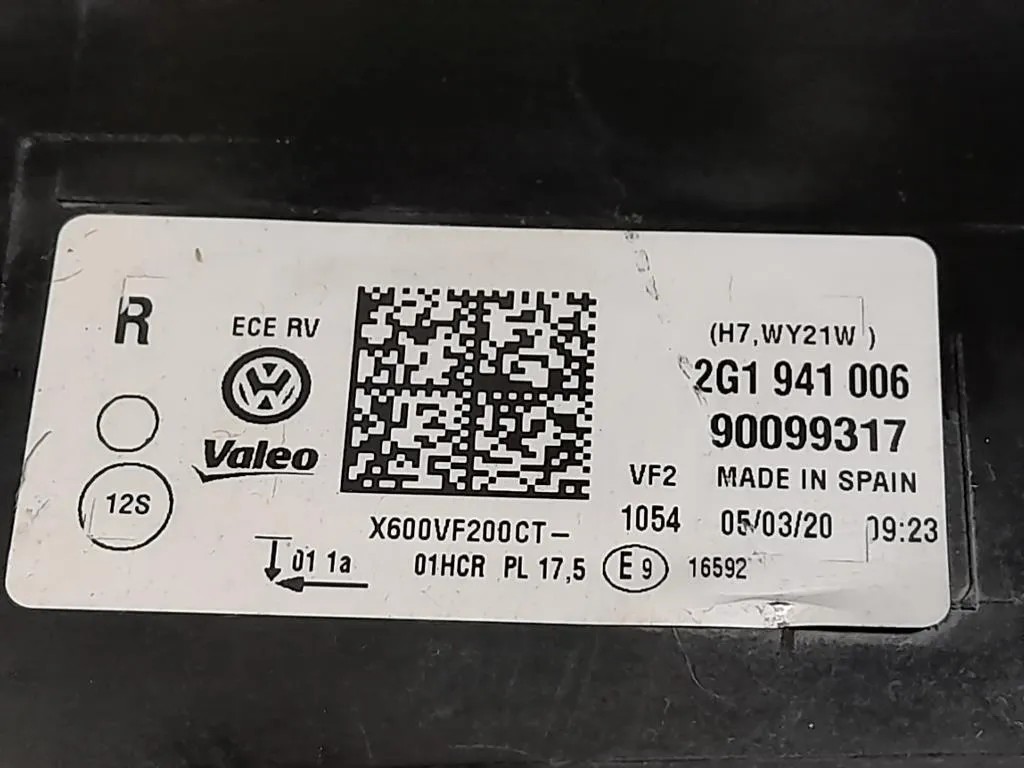 R
ECE RV
Valeo
12S
(H7,WY21W )
2G1 941 006
90099317
VF2 MADE IN SPAIN
X600VF200CT- 1054 05/03/20 09:23
01 1a 01HCR PL 17,5 E 9 16592